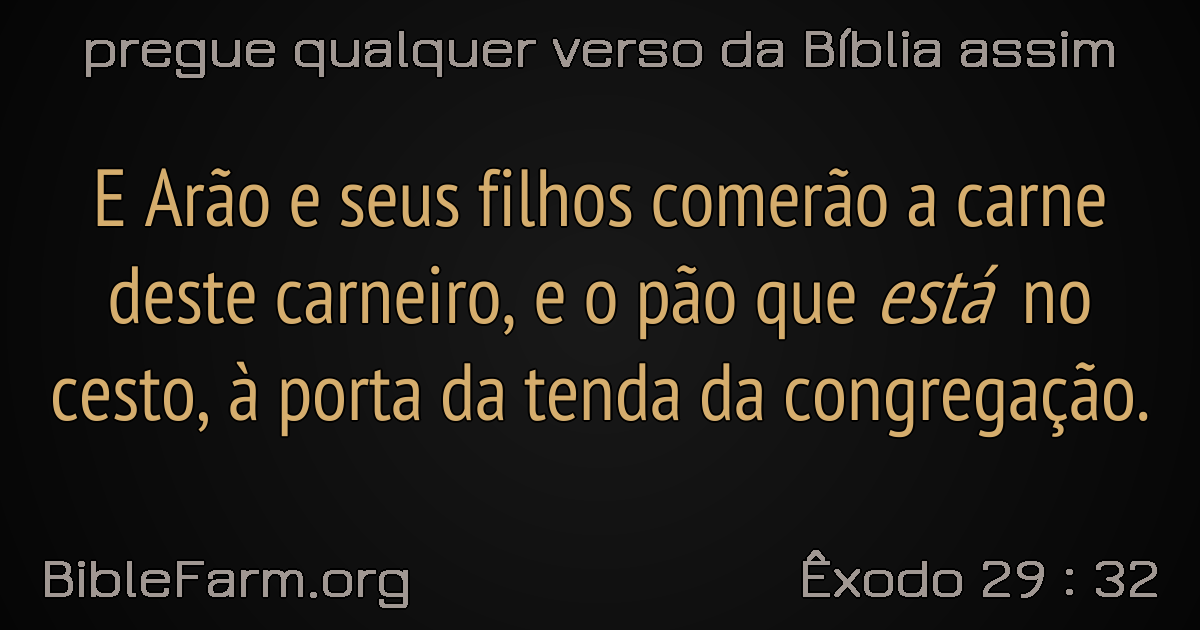 pregue qualquer verso da Bíblia assim
E Arão e seus filhos comerão a carne
deste carneiro, e o pão que está no
cesto, à porta da tenda da congregação.
BibleFarm.org
Êxodo 29 : 32